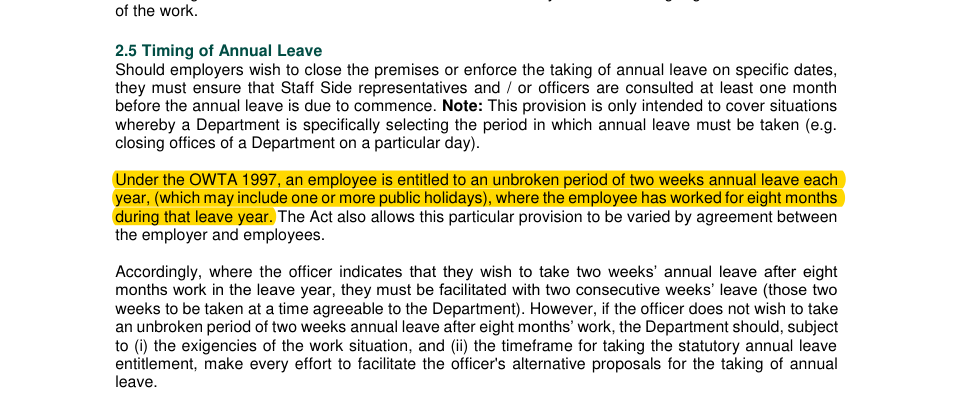 of the work.
2.5 Timing of Annual Leave
Should employers wish to close the premises or enforce the taking of annual leave on specific dates,
they must ensure that Staff Side representatives and / or officers are consulted at least one month
before the annual leave is due to commence. Note: This provision is only intended to cover situations
whereby a Department is specifically selecting the period in which annual leave must be taken (e.g.
closing offices of a Department on a particular day).
Under the OWTA 1997, an employee is entitled to an unbroken period of two weeks annual leave each
year, (which may include one or more public holidays), where the employee has worked for eight months
during that leave year. The Act also allows this particular provision to be varied by agreement between
the employer and employees.
Accordingly, where the officer indicates that they wish to take two weeks’ annual leave after eight
months work in the leave year, they must be facilitated with two consecutive weeks’ leave (those two
weeks to be taken at a time agreeable to the Department). However, if the officer does not wish to take
an unbroken period of two weeks annual leave after eight months’ work, the Department should, subject
to (i) the exigencies of the work situation, and (ii) the timeframe for taking the statutory annual leave
entitlement, make every effort to facilitate the officer's alternative proposals for the taking of annual
leave.